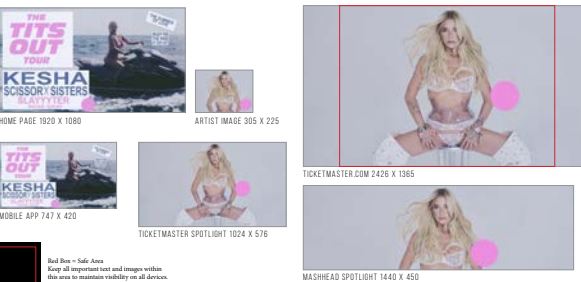 THE
TITS
OUT
TOUR
KESHA
SCISSOR SISTERS
SLAYYYTER
HOME PAGE 1920 X 1080
ARTIST IMAGE 305 X 225
TICKETMASTER.COM 2426 X 1365
THE
TITS
OUT
TOUR
KESHA
SCISSOR SISTERS
SLAYYYTER
MOBILE APP 747 X 420
TICKETMASTER SPOTLIGHT 1024 X 576
MASHHEAD SPOTLIGHT 1440 X 450
Red Box = Safe Area
Keep all important text and images within
this area to maintain visibility on all devices.